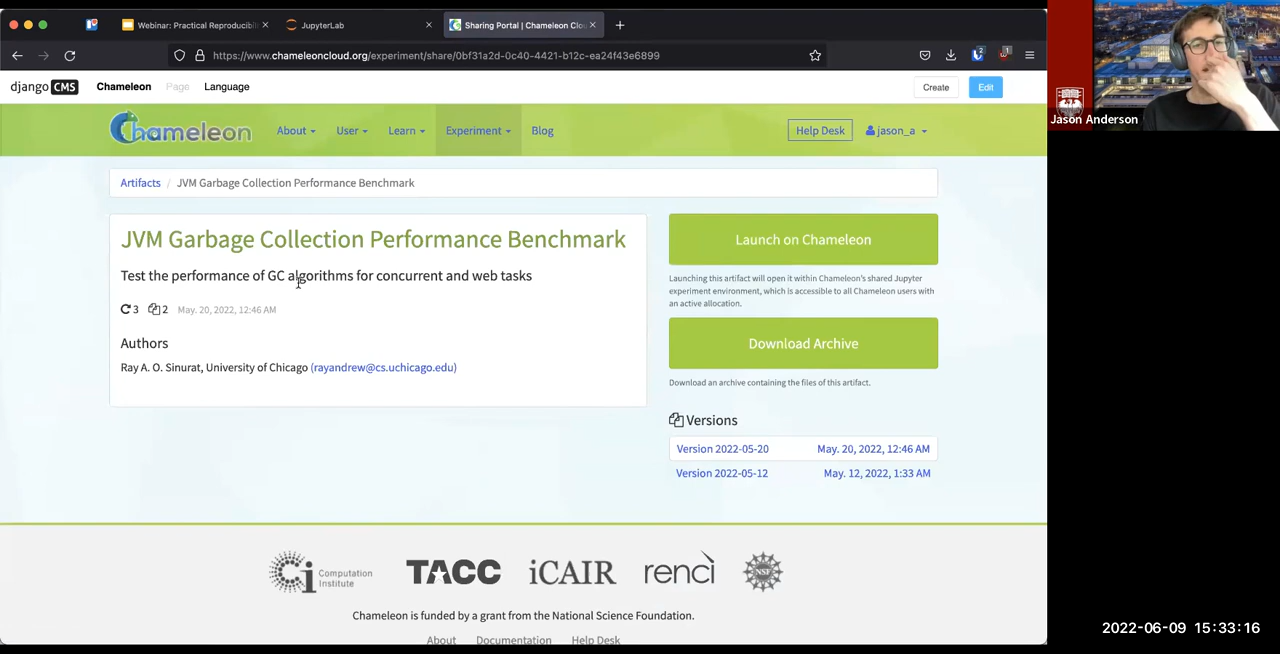 Webinar: Practical Reproducibil
JupyterLab
Sharing Portal | Chameleon Clou
https://www.chameleoncloud.org/experiment/share/0bf31a2d-0c40-4421-b12c-ea24f43e6899
2
1
django CMS
Chameleon
Page
Language
Create
Edit
Chameleon
About
User
Learn
Experiment
Blog
Help Desk
jason_a
Artifacts / JVM Garbage Collection Performance Benchmark
JVM Garbage Collection Performance Benchmark
Test the performance of GC algorithms for concurrent and web tasks
3 2 May. 20, 2022, 12:46 AM
Authors
Ray A. O. Sinurat, University of Chicago (rayandrew@cs.uchicago.edu)
Launch on Chameleon
Launching this artifact will open it within Chameleon's shared Jupyter
experiment environment, which is accessible to all Chameleon users with
an active allocation.
Download Archive
Download an archive containing the files of this artifact.
Versions
Version 2022-05-20 May. 20, 2022, 12:46 AM
Version 2022-05-12 May. 12, 2022, 1:33 AM
Ci Computation
Institute
TACC
iCAIR
renci
NSF
Chameleon is funded by a grant from the National Science Foundation.
About Documentation Help Desk
Jason Anderson
2022-06-09 15:33:16